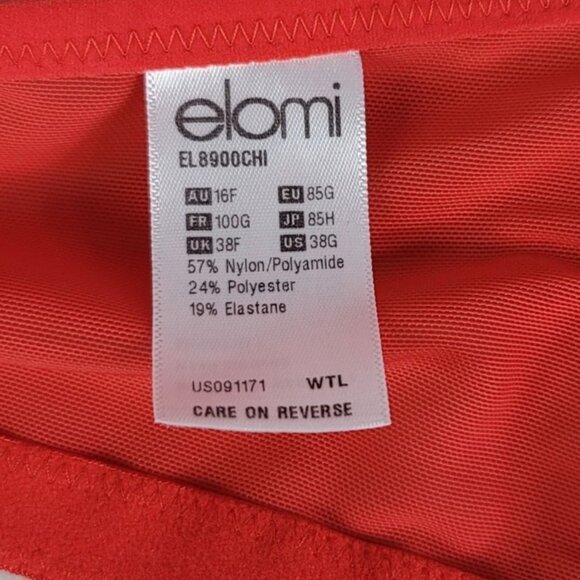 elomi
EL8900CHI
AU 16F EU 85G
FR 100G JP 85H
UK 38F US 38G
57% Nylon/Polyamide
24% Polyester
19% Elastane
US091171 WTL
CARE ON REVERSE